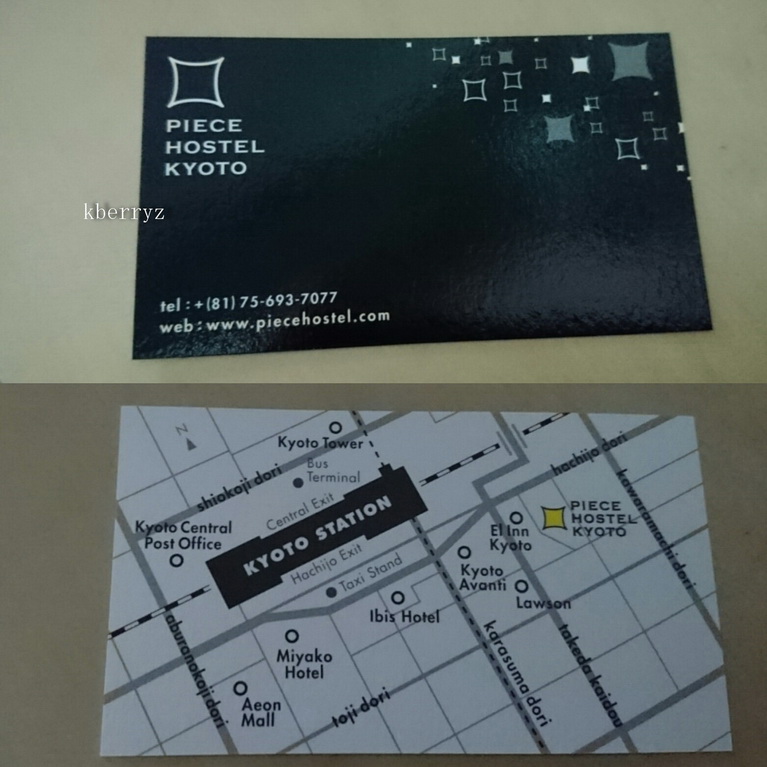 PIECE
HOSTEL
KYOTO
kberryz
tel : +(81) 75-693-7077
web : www.piecehostel.com
N
Kyoto Tower
Bus
Terminal
shiokoji dori
Central Exit
KYOTO STATION
Hachijo Exit
Taxi Stand
Kyoto Central
Post Office
hachijo dori
kawaramachi dori
PIECE
HOSTEL
KYOTO
El Inn
Kyoto
Kyoto
Avanti
Lawson
Ibis Hotel
Miyako
Hotel
Aeon
Mall
aburanokoji dori
toji dori
karasuma dori
takeda kaidou